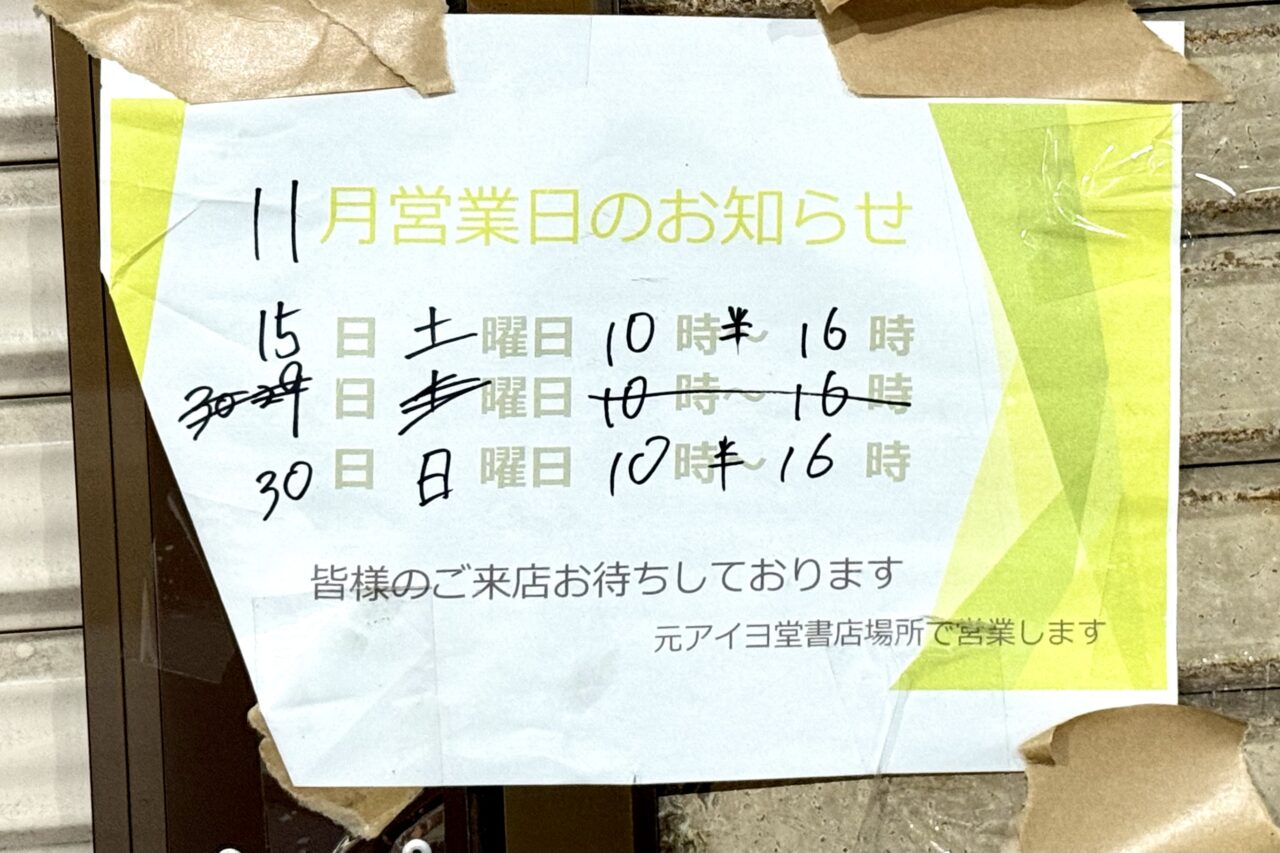 11月営業日のお知らせ
15日 土曜日 10時半~16時
日 曜日 10時~16時
30日 日曜日 10時半~16時
皆様のご来店お待ちしております
元アイヨ堂書店場所で営業します